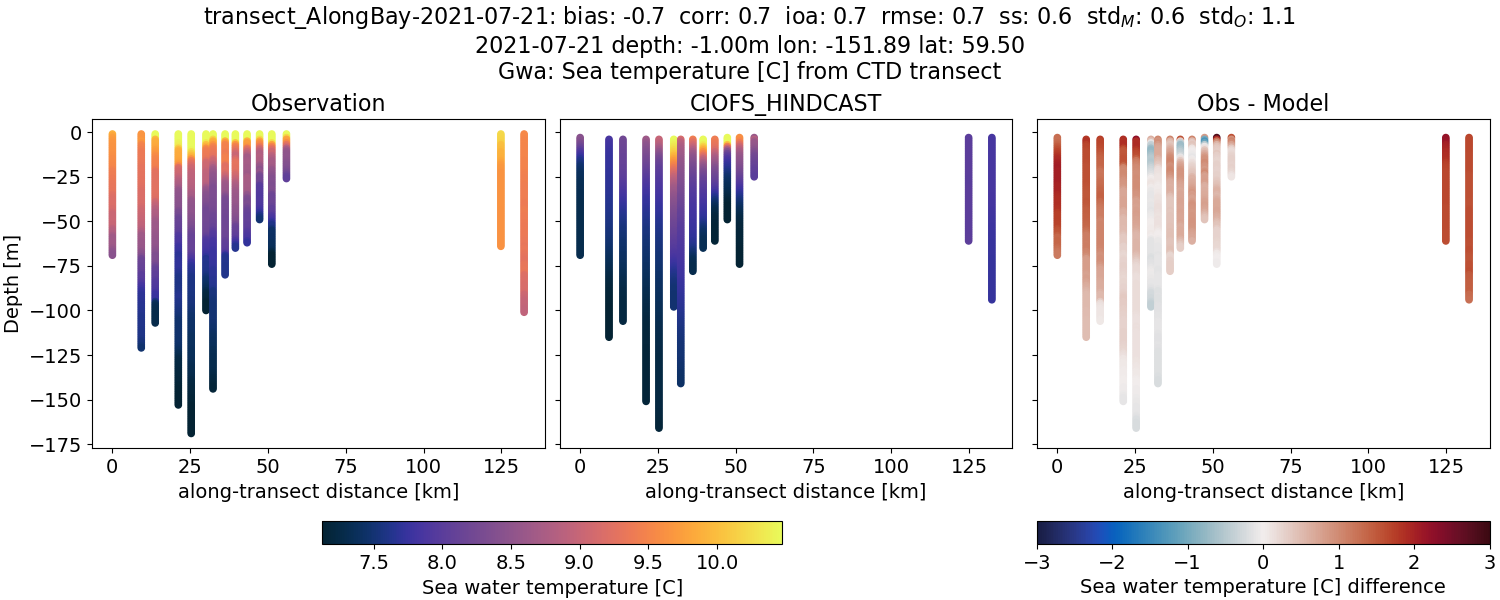 transect_AlongBay-2021-07-21: bias: -0.7 corr: 0.7 ioa: 0.7 rmse: 0.7 ss: 0.6 std_M: 0.6 std_O: 1.1
2021-07-21 depth: -1.00m lon: -151.89 lat: 59.50
Gwa: Sea temperature [C] from CTD transect
Observation
CIOFS_HINDCAST
Obs - Model
Depth [m]
0
−25
−50
−75
−100
−125
−150
−175
0 25 50 75 100 125
0 25 50 75 100 125
0 25 50 75 100 125
along-transect distance [km]
along-transect distance [km]
along-transect distance [km]
7.5 8.0 8.5 9.0 9.5 10.0
Sea water temperature [C]
−3 −2 −1 0 1 2 3
Sea water temperature [C] difference